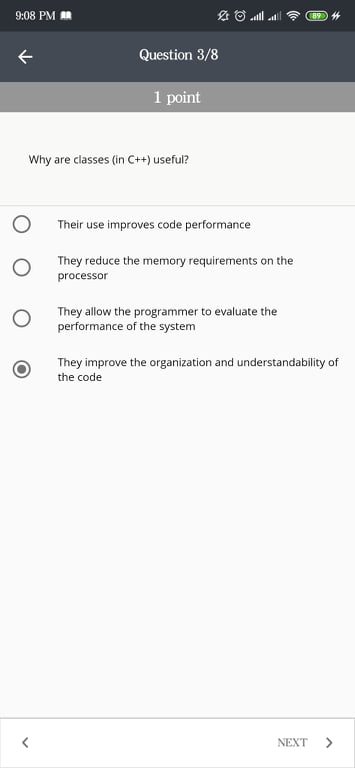 9:08 PM
89
Question 3/8
1 point
Why are classes (in C++) useful?
Their use improves code performance
They reduce the memory requirements on the
processor
They allow the programmer to evaluate the
performance of the system
They improve the organization and understandability of
the code
NEXT